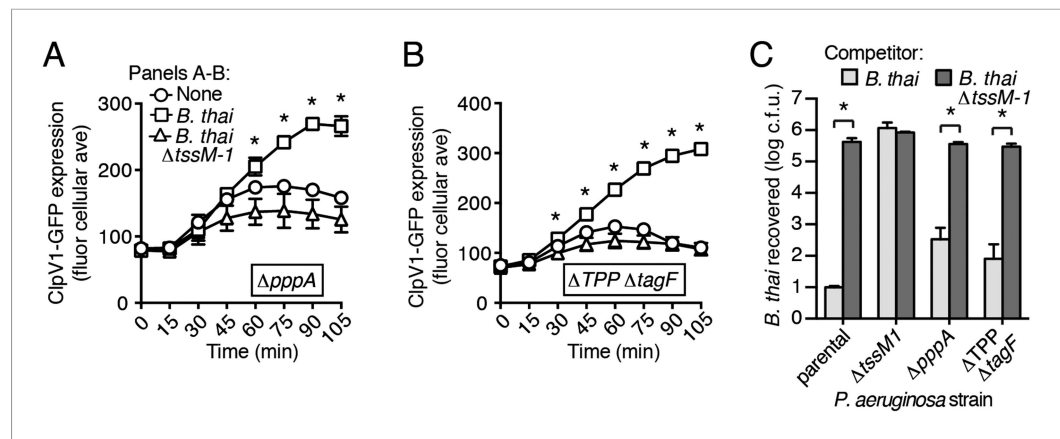 A
Panels A-B:
None
B. thai
B. thai
ΔtssM-1
ClpV1-GFP expression
(fluor cellular ave)
300
200
100
0
* * * *
ΔpppA
0 15 30 45 60 75 90 105
Time (min)
B
ClpV1-GFP expression
(fluor cellular ave)
400
300
200
100
0
* * * * * *
ΔTPP ΔtagF
0 15 30 45 60 75 90 105
Time (min)
C
Competitor:
B. thai
B. thai
ΔtssM-1
B. thai recovered (log c.f.u.)
7
6
5
4
3
2
1
0
* * *
parental
ΔtssM1
ΔpppA
ΔTPP
ΔtagF
P. aeruginosa strain